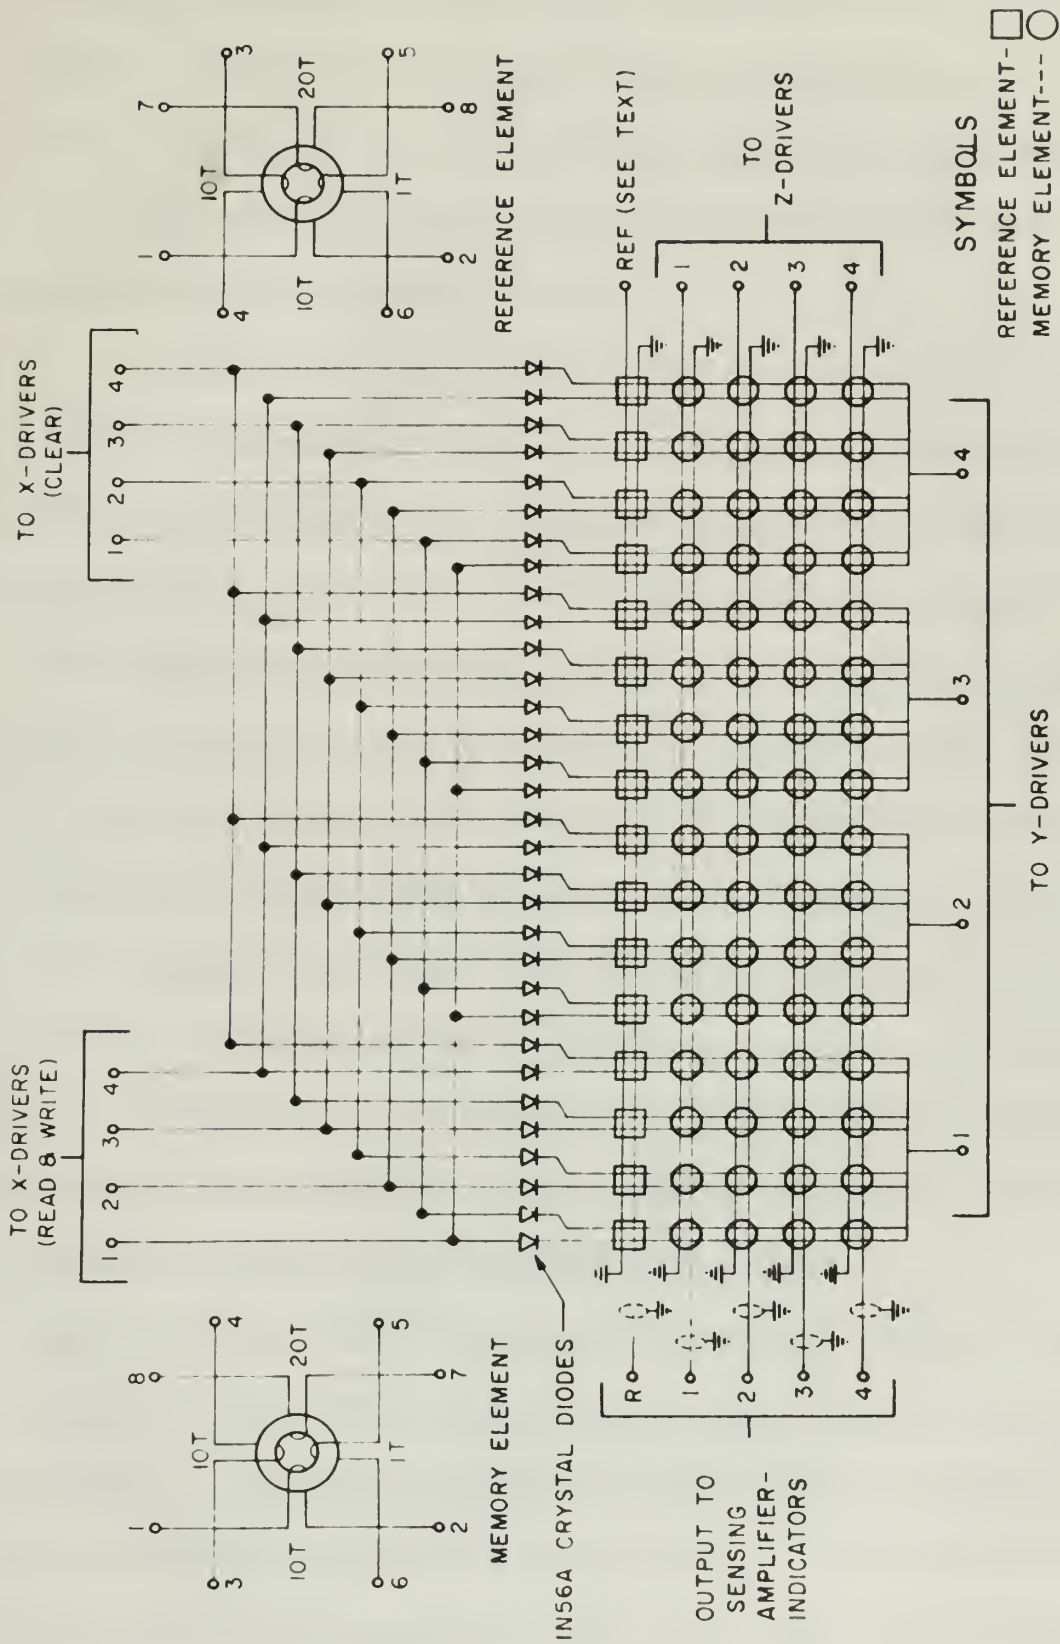 TO X-DRIVERS
(READ & WRITE)
1 2 3 4
TO X-DRIVERS
(CLEAR)
1 2 3 4
1
8
3
4
10T
10T
20T
1T
6
5
2
7
MEMORY ELEMENT
1
7
4
3
10T
10T
20T
1T
6
5
2
8
REFERENCE ELEMENT
IN56A CRYSTAL DIODES
OUTPUT TO
SENSING
AMPLIFIER-
INDICATORS
R
1
2
3
4
REF (SEE TEXT)
1
2
3
4
TO
Z-DRIVERS
1 2 3 4
TO Y-DRIVERS
SYMBOLS
REFERENCE ELEMENT-
MEMORY ELEMENT---